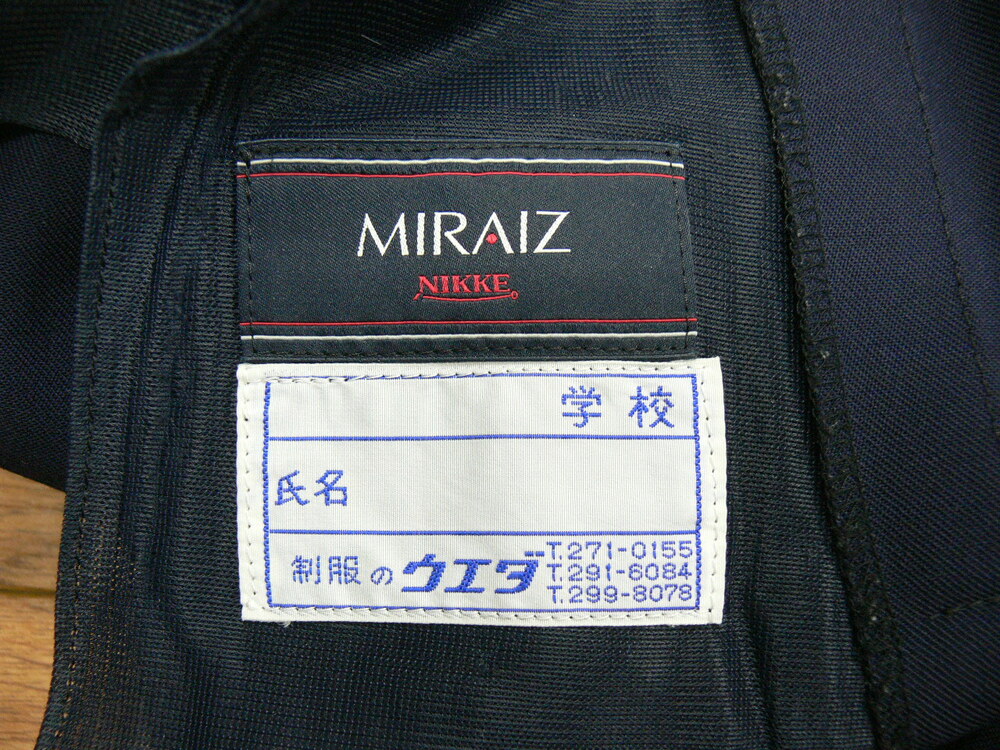 MIRAIZ
NIKKE
学校
氏名
制服のウエダ
T.271-0155
T.291-6084
T.299-8078